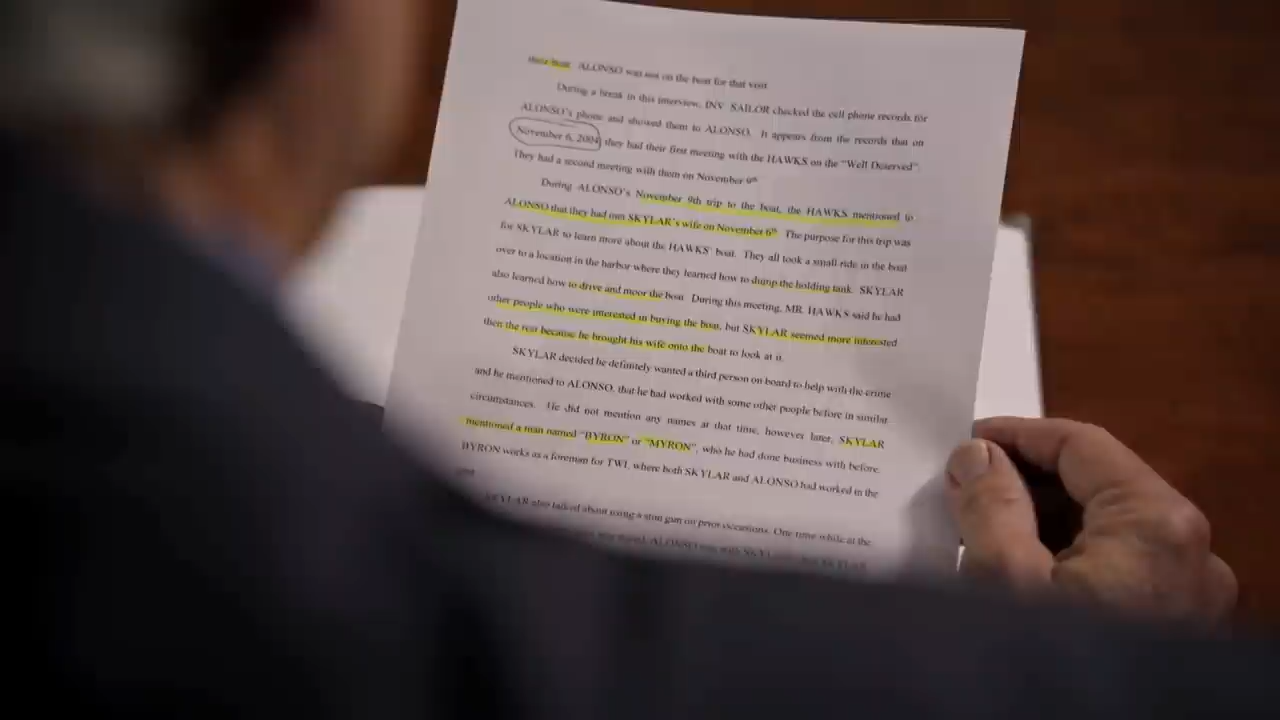 their boat. ALONSO was not on the boat for that visit.
During a break in this interview, INV. SAILOR checked the cell phone records for
ALONSO's phone and showed them to ALONSO. It appears from the records that on
November 6, 2004, they had their first meeting with the HAWKS on the "Well Deserved".
They had a second meeting with them on November 9th.
During ALONSO's November 9th trip to the boat, the HAWKS mentioned to
ALONSO that they had met SKYLAR's wife on November 6th. The purpose for this trip was
for SKYLAR to learn more about the HAWKS' boat. They all took a small ride in the boat
over to a location in the harbor where they learned how to dump the holding tank. SKYLAR
also learned how to drive and moor the boat. During this meeting, MR. HAWKS said he had
other people who were interested in buying the boat, but SKYLAR seemed more interested
then the rest because he brought his wife onto the boat to look at it.
SKYLAR decided he definitely wanted a third person on board to help with the crime
and he mentioned to ALONSO, that he had worked with some other people before in similar
circumstances. He did not mention any names at that time, however later, SKYLAR
mentioned a man named "BYRON" or "MYRON", who he had done business with before.
BYRON works as a foreman for TWI, where both SKYLAR and ALONSO had worked in the
past.
SKYLAR also talked about using a stun gun on prior occasions. One time while at the
ALONSO was with